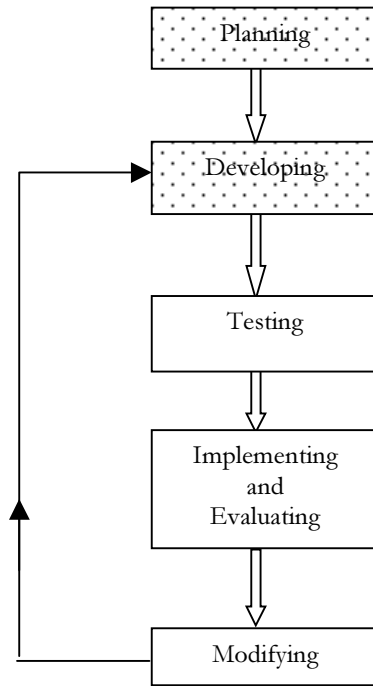 Planning
Developing
Testing
Implementing
and
Evaluating
Modifying